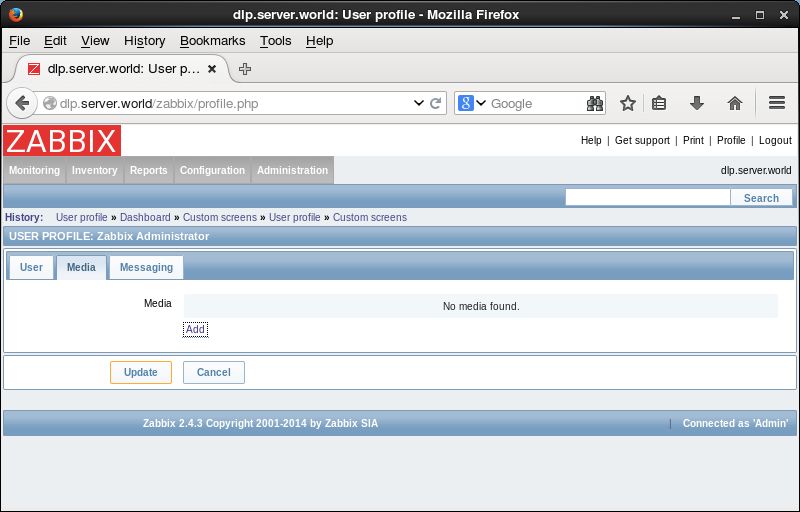 dlp.server.world: User profile - Mozilla Firefox
File Edit View History Bookmarks Tools Help
dlp.server.world: User p...
dlp.server.world/zabbix/profile.php
Google
ZABBIX
Help | Get support | Print | Profile | Logout
Monitoring Inventory Reports Configuration Administration
dlp.server.world
Search
History: User profile » Dashboard » Custom screens » User profile » Custom screens
USER PROFILE: Zabbix Administrator
User Media Messaging
Media No media found.
Add
Update Cancel
Zabbix 2.4.3 Copyright 2001-2014 by Zabbix SIA | Connected as 'Admin'